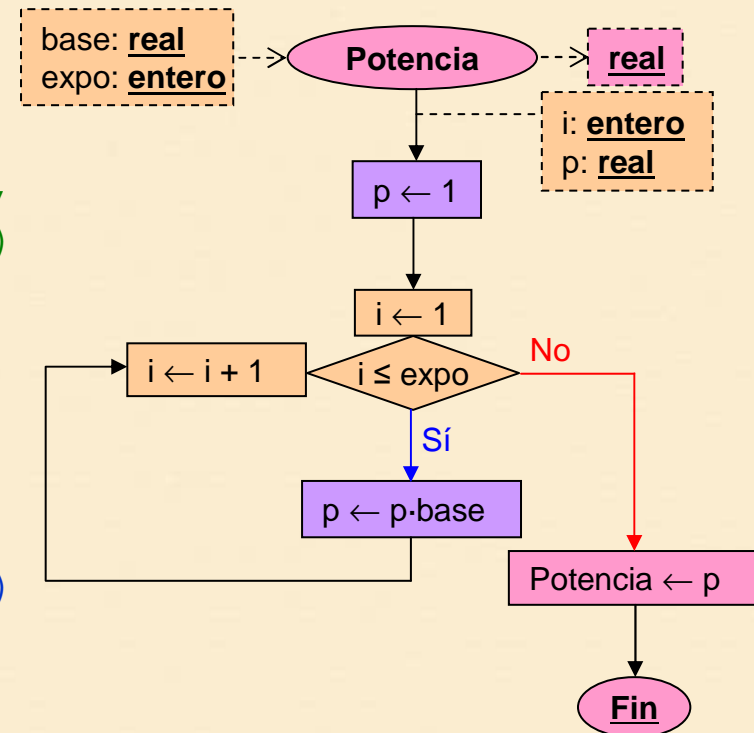 base: real
expo: entero
Potencia
real
i: entero
p: real
p ← 1
i ← 1
i ← i + 1
i ≤ expo
No
Sí
p ← p·base
Potencia ← p
Fin